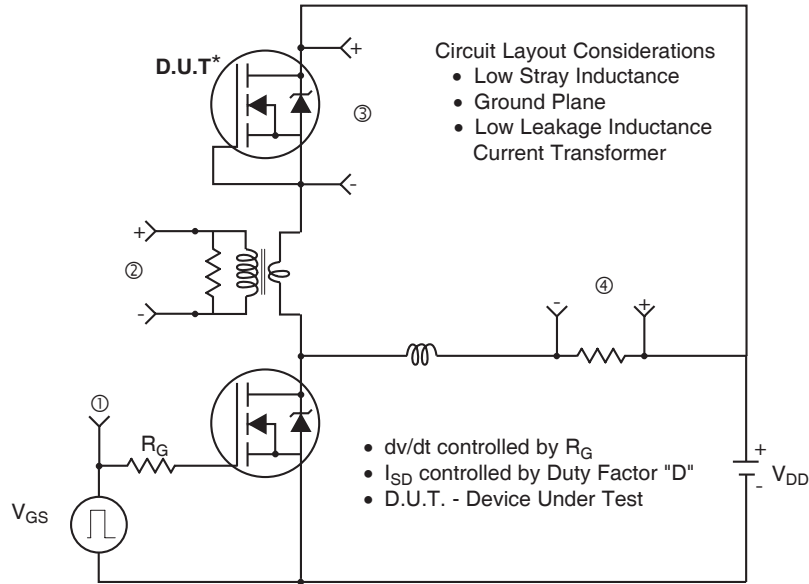 D.U.T*
+
③
-
Circuit Layout Considerations
• Low Stray Inductance
• Ground Plane
• Low Leakage Inductance
Current Transformer
+
②
-
④
-
+
①
RG
VGS
• dv/dt controlled by RG
• ISD controlled by Duty Factor "D"
• D.U.T. - Device Under Test
+
-
VDD